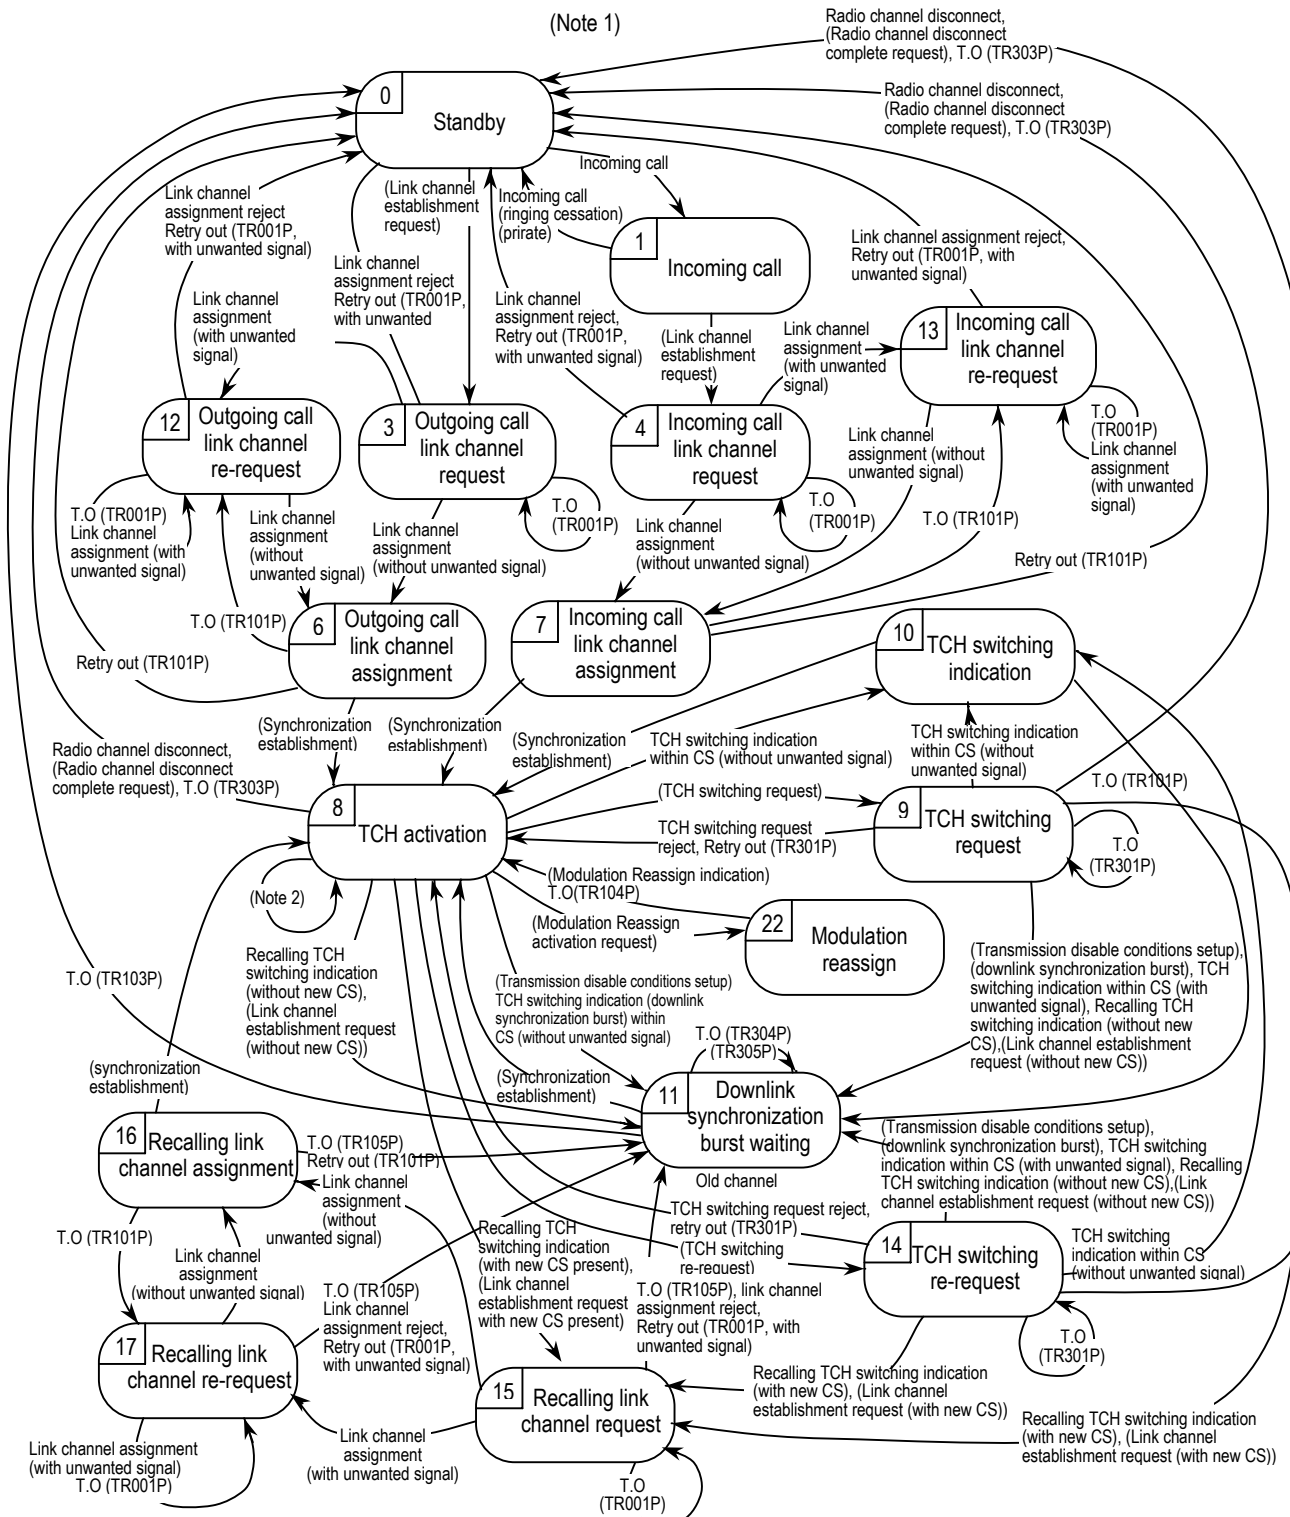 (Note 1)
Radio channel disconnect,
(Radio channel disconnect
complete request), T.O (TR303P)
Radio channel disconnect,
(Radio channel disconnect
complete request), T.O (TR303P)
0
Standby
Incoming call
Link channel
assignment reject
Retry out (TR001P,
with unwanted signal)
(Link channel
establishment
request)
Incoming call
(ringing cessation)
(prirate)
1
Incoming call
Link channel assignment reject,
Retry out (TR001P, with
unwanted signal)
Link channel
assignment reject
Retry out (TR001P,
with unwanted
Link channel
assignment
(with unwanted
signal)
Link channel
assignment reject,
Retry out (TR001P,
with unwanted signal)
(Link channel
establishment
request)
Link channel
assignment
(with unwanted
signal)
13
Incoming call
link channel
re-request
12
Outgoing call
link channel
re-request
3
Outgoing call
link channel
request
4
Incoming call
link channel
request
T.O
(TR001P)
Link channel
assignment
(with unwanted
signal)
Link channel
assignment (without
unwanted signal)
T.O (TR001P)
Link channel
assignment (with
unwanted signal)
Link channel
assignment
(without
unwanted signal)
Link channel
assignment
(without unwanted signal)
T.O
(TR001P)
Link channel
assignment
(without unwanted signal)
T.O
(TR001P)
T.O (TR101P)
Retry out (TR101P)
T.O (TR101P)
6
Outgoing call
link channel
assignment
7
Incoming call
link channel
assignment
10
TCH switching
indication
Retry out (TR101P)
(Synchronization
establishment)
(Synchronization
establishment)
(Synchronization
establishment)
TCH switching indication
within CS (without unwanted signal)
TCH switching indication
within CS (without
unwanted signal)
Radio channel disconnect,
(Radio channel disconnect
complete request), T.O (TR303P)
T.O (TR101P)
8
TCH activation
(TCH switching request)
TCH switching request
reject, Retry out (TR301P)
9
TCH switching
request
T.O
(TR301P)
(Note 2)
(Modulation Reassign indication)
T.O(TR104P)
(Modulation Reassign
activation request)
22
Modulation
reassign
Recalling TCH
switching indication
(without new CS),
(Link channel
establishment request
(without new CS))
T.O (TR103P)
(Transmission disable conditions setup)
TCH switching indication (downlink
synchronization burst) within
CS (without unwanted signal)
(Transmission disable conditions setup),
(downlink synchronization burst), TCH
switching indication within CS (with
unwanted signal), Recalling TCH
switching indication (without new
CS),(Link channel establishment
request (without new CS))
T.O (TR304P)
(TR305P)
(synchronization
establishment)
(Synchronization
establishment)
11
Downlink
synchronization
burst waiting
Old channel
16
Recalling link
channel assignment
T.O (TR105P)
Retry out (TR101P)
Link channel
assignment
(without
unwanted signal)
(Transmission disable conditions setup),
(downlink synchronization burst), TCH switching
indication within CS (with unwanted signal), Recalling
TCH switching indication (without new CS),(Link
channel establishment request (without new CS))
TCH switching request reject,
retry out (TR301P)
(TCH switching
re-request)
14
TCH switching
re-request
TCH switching
indication within CS
(without unwanted signal)
T.O (TR101P)
Link channel
assignment
(without unwanted signal)
Recalling TCH
switching indication
(with new CS present),
(Link channel
establishment request
with new CS present)
T.O (TR105P), link channel
assignment reject,
Retry out (TR001P, with
unwanted signal)
T.O (TR105P)
Link channel
assignment reject,
Retry out (TR001P,
with unwanted signal)
T.O
(TR301P)
17
Recalling link
channel re-request
15
Recalling link
channel request
Recalling TCH switching indication
(with new CS), (Link channel
establishment request (with new CS))
Recalling TCH switching indication
(with new CS), (Link channel
establishment request (with new CS))
Link channel assignment
(with unwanted signal)
T.O (TR001P)
Link channel
assignment
(with unwanted signal)
T.O
(TR001P)